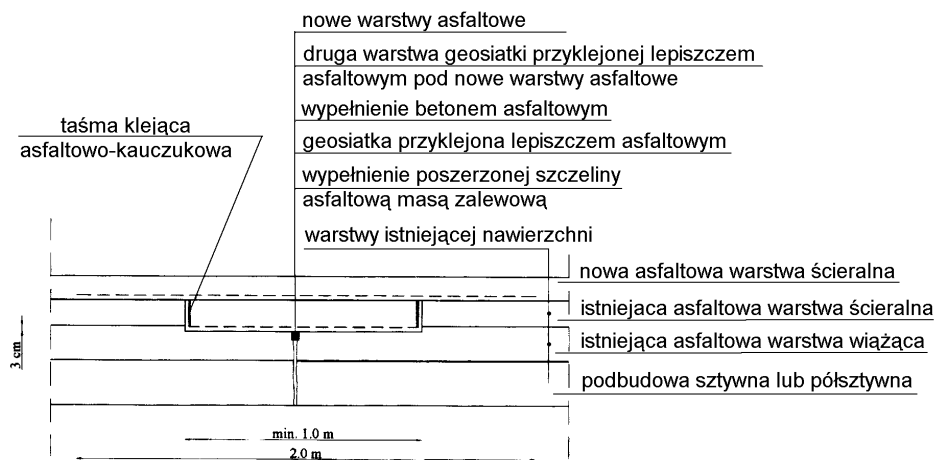 nowe warstwy asfaltowe
druga warstwa geosiatki przyklejonej lepiszczem
asfaltowym pod nowe warstwy asfaltowe
wypełnienie betonem asfaltowym
taśma klejąca
asfaltowo-kauczukowa
geosiatka przyklejona lepiszczem asfaltowym
wypełnienie poszerzonej szczeliny
asfaltową masą zalewową
warstwy istniejącej nawierzchni
nowa asfaltowa warstwa ścieralna
istniejaca asfaltowa warstwa ścieralna
istniejąca asfaltowa warstwa wiążąca
podbudowa sztywna lub półsztywna
3 cm
min. 1.0 m
2.0 m